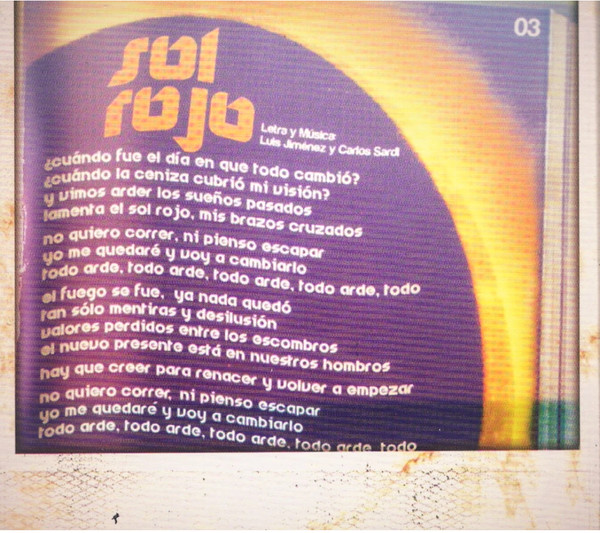 03
sol
rojo
Letra y Música:
Luis Jiménez y Carlos Sardi
¿cuándo fue el día en que todo cambió?
¿cuándo la ceniza cubrió mi visión?
y vimos arder los sueños pasados
lamenta el sol rojo, mis brazos cruzados
no quiero correr, ni pienso escapar
yo me quedaré y voy a cambiarlo
todo arde, todo arde, todo arde, todo arde, todo
el fuego se fue, ya nada quedó
tan sólo mentiras y desilusión
valores perdidos entre los escombros
el nuevo presente está en nuestros hombros
hay que creer para renacer y volver a empezar
no quiero correr, ni pienso escapar
yo me quedaré y voy a cambiarlo
todo arde, todo arde, todo arde, todo arde, todo